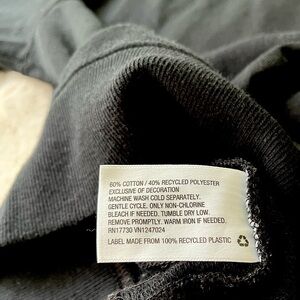 60% COTTON / 40% RECYCLED POLYESTER
EXCLUSIVE OF DECORATION
MACHINE WASH COLD SEPARATELY.
GENTLE CYCLE. ONLY NON-CHLORINE
BLEACH IF NEEDED. TUMBLE DRY LOW.
REMOVE PROMPTLY. WARM IRON IF NEEDED.
RN17730 VN1247024
LABEL MADE FROM 100% RECYCLED PLASTIC